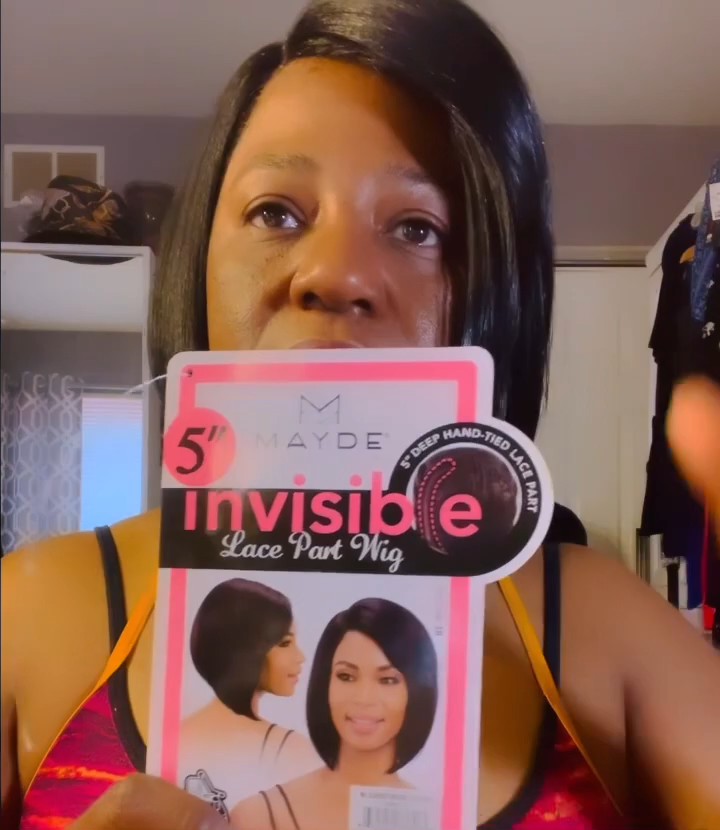 M
MAYDE
5"
5" DEEP HAND-TIED LACE PART
invisible
Lace Part Wig